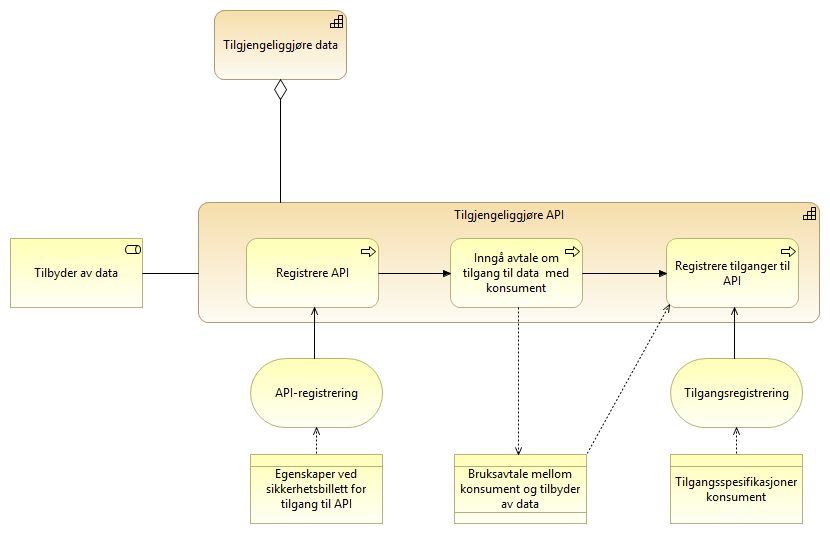 Tilgjengeliggjøre data
Tilgjengeliggjøre API
Tilbyder av data
Registrere API
Inngå avtale om
tilgang til data med
konsument
Registrere tilganger til
API
API-registrering
Tilgangsregistrering
Egenskaper ved
sikkerhetsbillett for
tilgang til API
Bruksavtale mellom
konsument og tilbyder
av data
Tilgangsspesifikasjoner
konsument